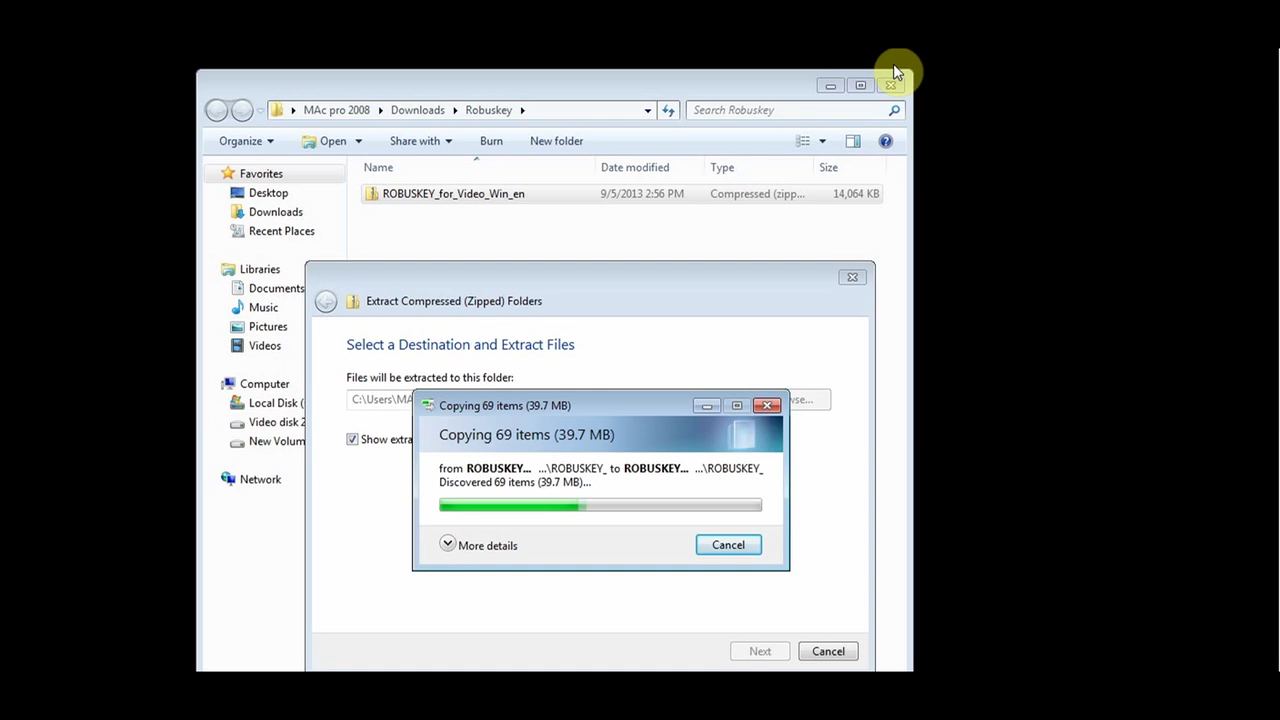 MAc pro 2008 Downloads Robuskey Search Robuskey
Organize Open Share with Burn New folder
Name Date modified Type Size
ROBUSKEY_for_Video_Win_en 9/5/2013 2:56 PM Compressed (zipp... 14,064 KB
Favorites
Desktop
Downloads
Recent Places
Libraries
Documents
Music
Pictures
Videos
Computer
Local Disk (
Video disk 2
New Volum
Network
Extract Compressed (Zipped) Folders
Select a Destination and Extract Files
Files will be extracted to this folder:
C:\Users\MA
Show extra
Copying 69 items (39.7 MB)
Copying 69 items (39.7 MB)
from ROBUSKEY... ...\ROBUSKEY_ to ROBUSKEY... ...\ROBUSKEY_
Discovered 69 items (39.7 MB)...
More details Cancel
Next Cancel